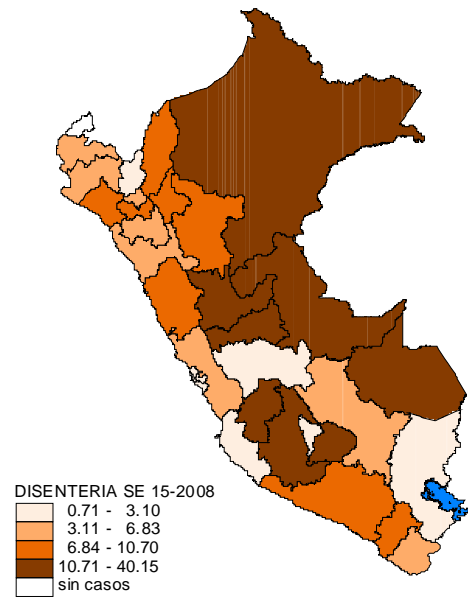 DISENTERIA SE 15-2008
0.71 - 3.10
3.11 - 6.83
6.84 - 10.70
10.71 - 40.15
sin casos